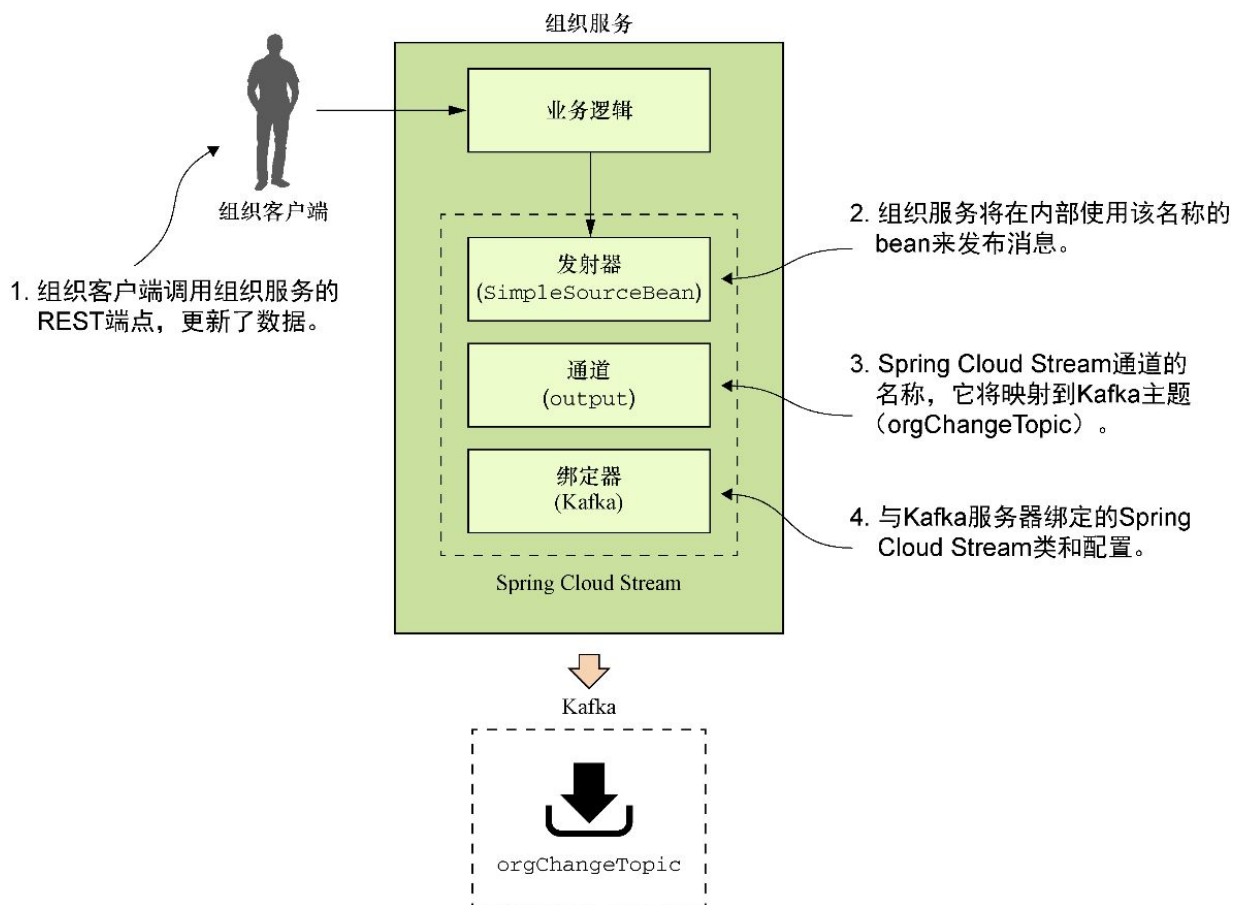 组织服务
业务逻辑
组织客户端
1. 组织客户端调用组织服务的
REST端点，更新了数据。
发射器
(SimpleSourceBean)
2. 组织服务将在内部使用该名称的
bean来发布消息。
通道
(output)
3. Spring Cloud Stream通道的
名称，它将映射到Kafka主题
（orgChangeTopic）。
绑定器
(Kafka)
4. 与Kafka服务器绑定的Spring
Cloud Stream类和配置。
Spring Cloud Stream
Kafka
orgChangeTopic